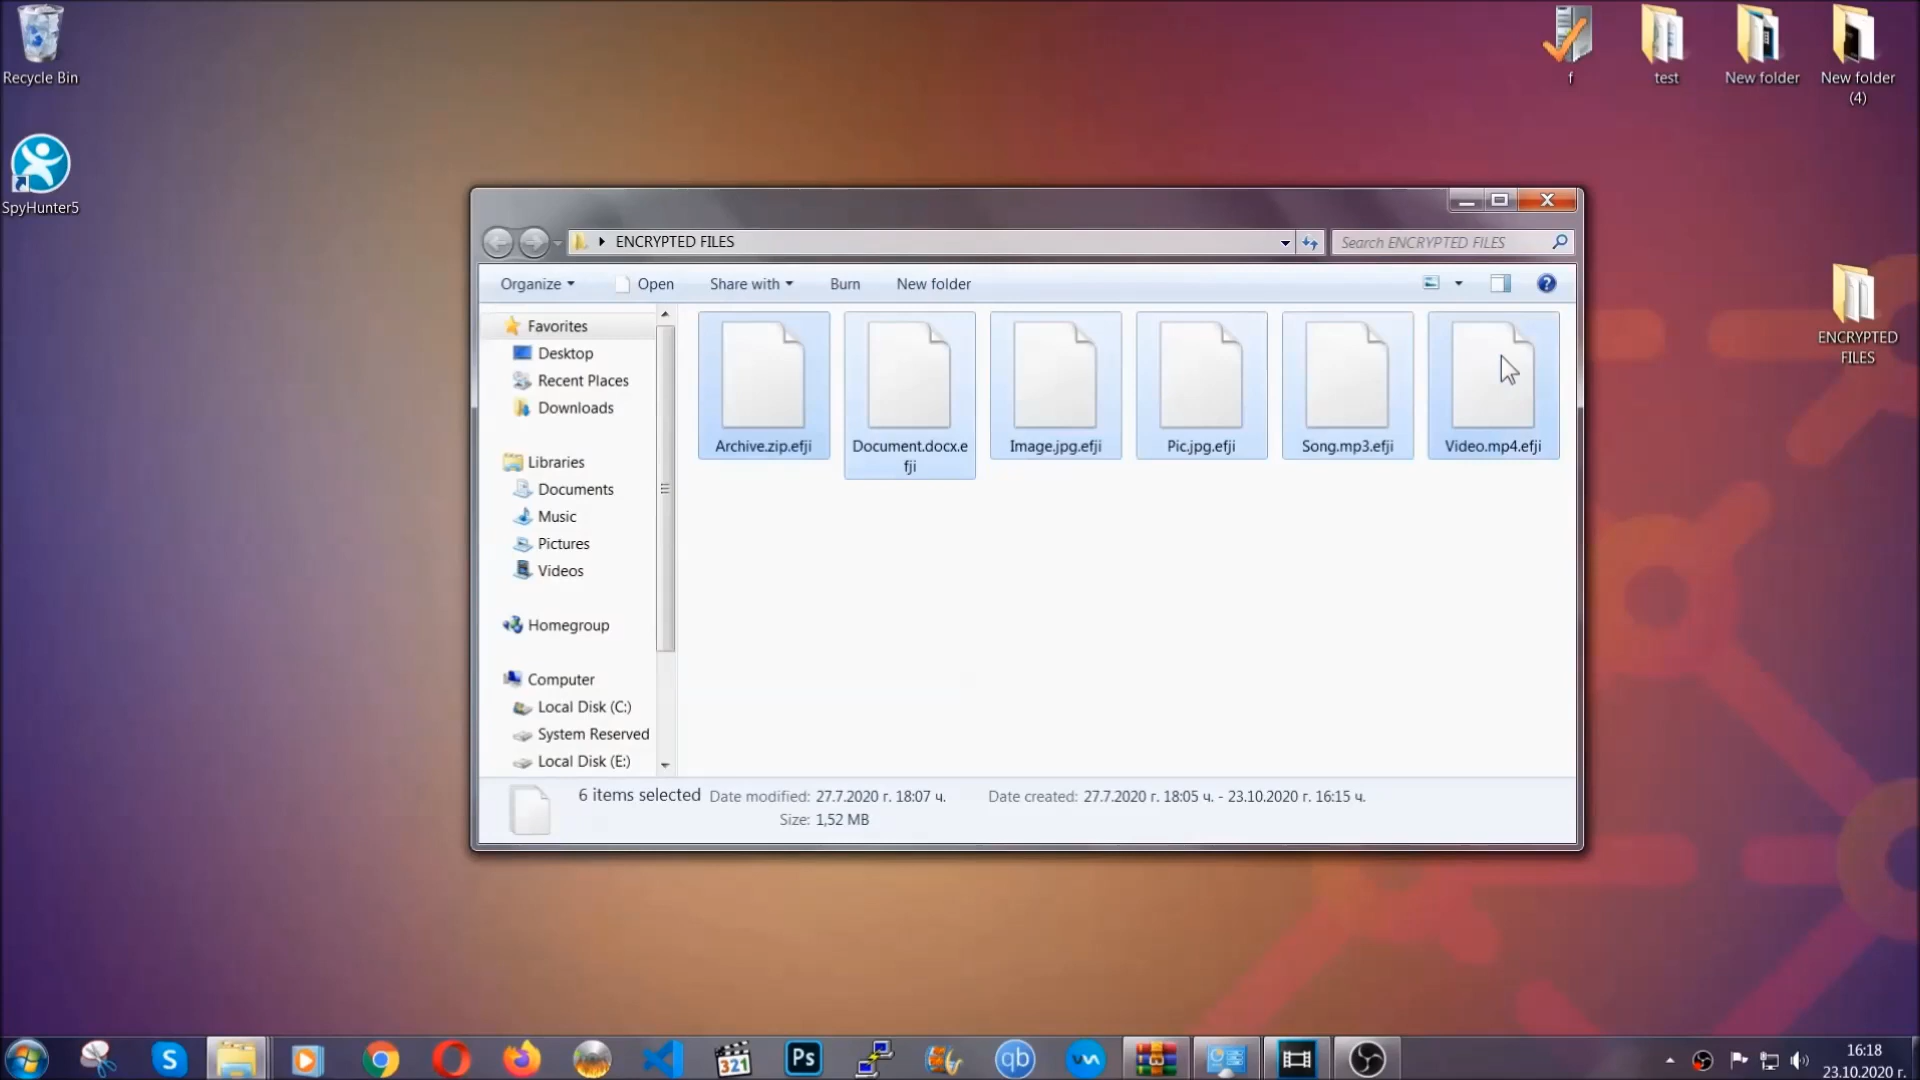 Recycle Bin
SpyHunter5
f
test
New folder
New folder
(4)
ENCRYPTED
FILES
ENCRYPTED FILES
Search ENCRYPTED FILES
Organize
Open
Share with
Burn
New folder
Favorites
Desktop
Recent Places
Downloads
Libraries
Documents
Music
Pictures
Videos
Homegroup
Computer
Local Disk (C:)
System Reserved
Local Disk (E:)
Archive.zip.efji
Document.docx.e
fji
Image.jpg.efji
Pic.jpg.efji
Song.mp3.efji
Video.mp4.efji
6 items selected Date modified: 27.7.2020 г. 18:07 ч. Date created: 27.7.2020 г. 18:05 ч. - 23.10.2020 г. 16:15 ч.
Size: 1,52 MB
S
321
Ps
qb
16:18
23.10.2020 г.